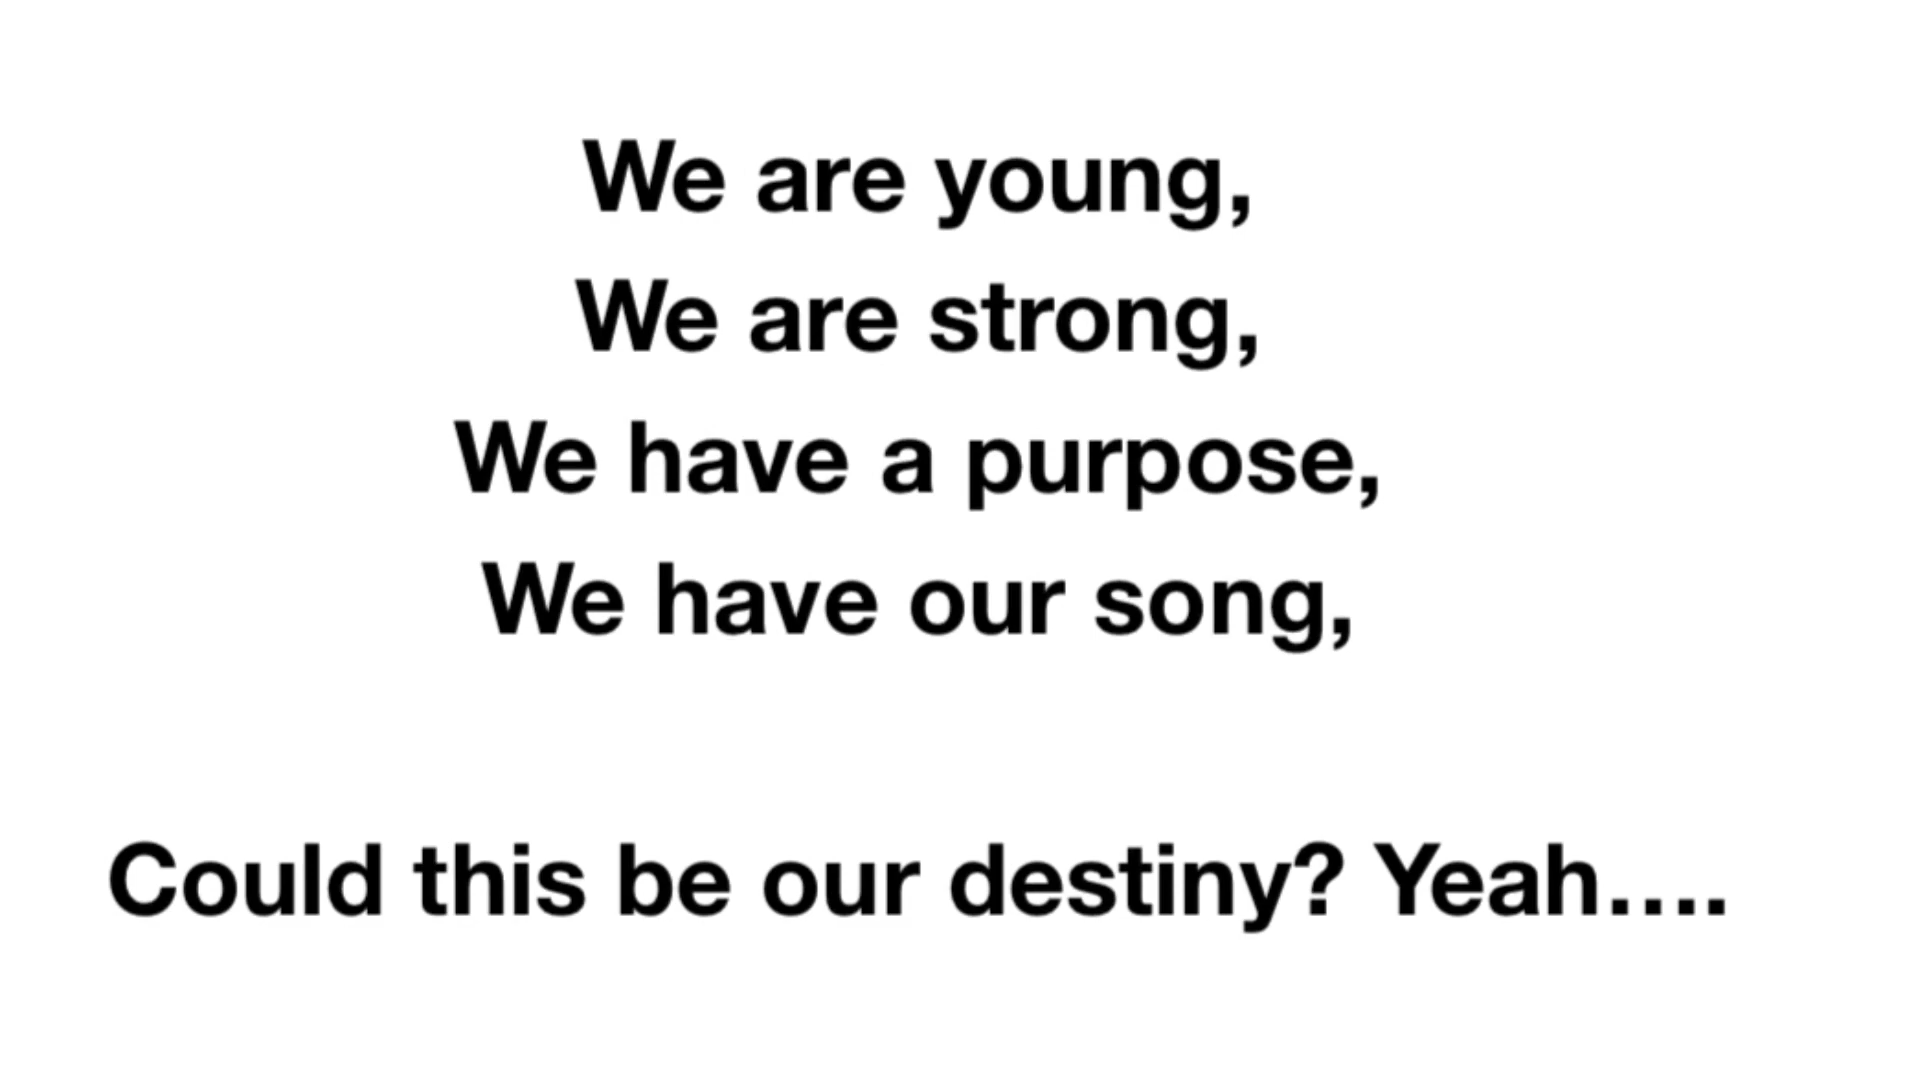 We are young,
We are strong,
We have a purpose,
We have our song,
Could this be our destiny? Yeah....